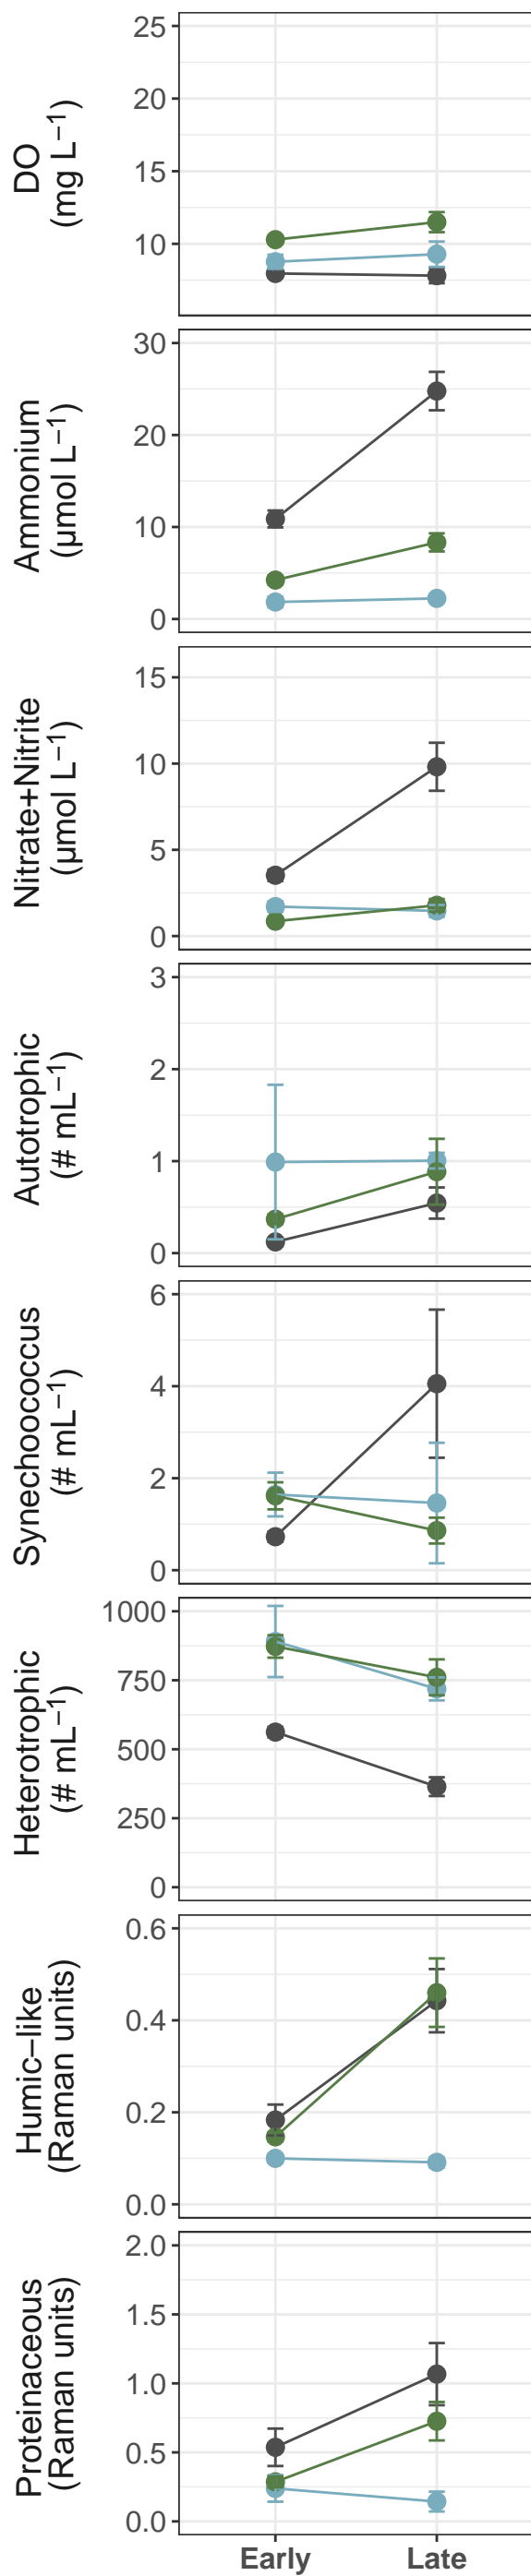 DO
(mg L−1)
25
20
15
10
Ammonium
(μmol L−1)
30
20
10
0
Nitrate+Nitrite
(μmol L−1)
15
10
5
0
Autotrophic
(# mL−1)
3
2
1
0
Synechoococcus
(# mL−1)
6
4
2
0
Heterotrophic
(# mL−1)
1000
750
500
250
0
Humic−like
(Raman units)
0.6
0.4
0.2
0.0
Proteinaceous
(Raman units)
2.0
1.5
1.0
0.5
0.0
Early Late